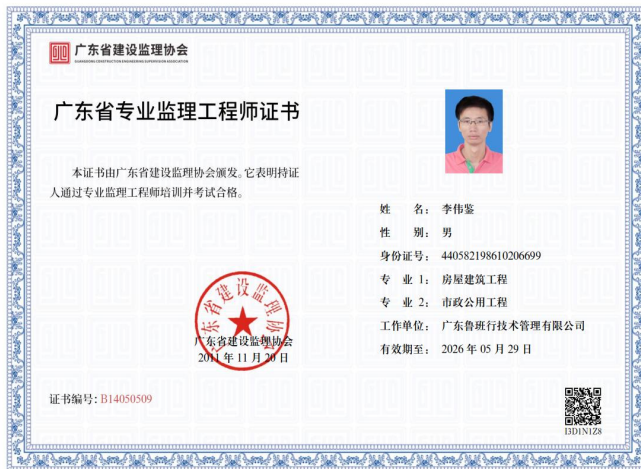 广东省建设监理协会
GUANGDONG CONSTRUCTION ENGINEERING SUPERVISION ASSOCIATION
广东省专业监理工程师证书
本证书由广东省建设监理协会颁发。它表明持证
人通过专业监理工程师培训并考试合格。
姓 名： 李伟鉴
性 别： 男
身份证号： 440582198610206699
专 业 1： 房屋建筑工程
专 业 2： 市政公用工程
工作单位： 广东鲁班行技术管理有限公司
有效期至： 2026 年 05 月 29 日
广东省建设监理协会
广东省建设监理协会
2011 年 11 月 20 日
证书编号: B14050509
I3D1N1Z8